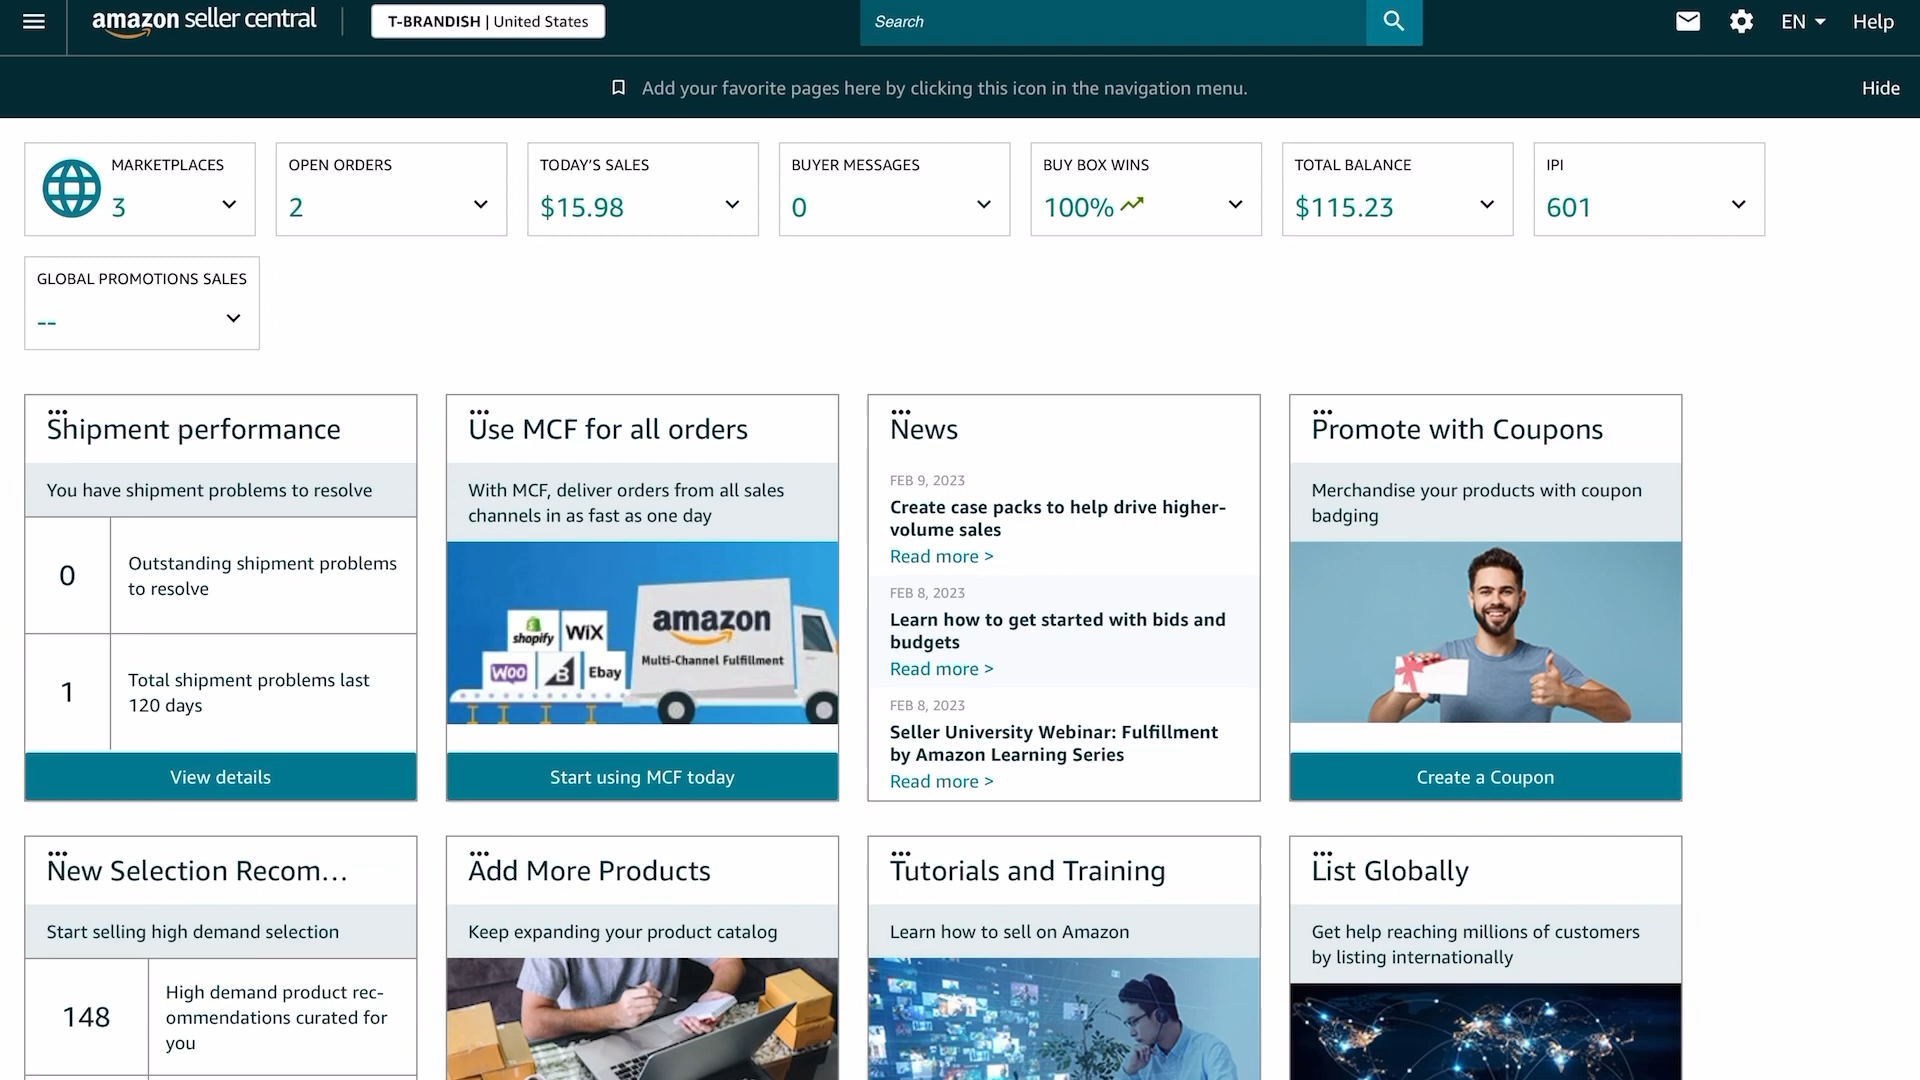 amazon seller central
T-BRANDISH | United States
Search
EN
Help
Add your favorite pages here by clicking this icon in the navigation menu.
Hide
MARKETPLACES
3
OPEN ORDERS
2
TODAY'S SALES
$15.98
BUYER MESSAGES
0
BUY BOX WINS
100%
TOTAL BALANCE
$115.23
IPI
601
GLOBAL PROMOTIONS SALES
--
Shipment performance
You have shipment problems to resolve
0
Outstanding shipment problems
to resolve
1
Total shipment problems last
120 days
View details
Use MCF for all orders
With MCF, deliver orders from all sales
channels in as fast as one day
shopify
WiX
Woo
B
Ebay
amazon
Multi-Channel Fulfillment
Start using MCF today
News
FEB 9, 2023
Create case packs to help drive higher-
volume sales
Read more >
FEB 8, 2023
Learn how to get started with bids and
budgets
Read more >
FEB 8, 2023
Seller University Webinar: Fulfillment
by Amazon Learning Series
Read more >
Promote with Coupons
Merchandise your products with coupon
badging
Create a Coupon
New Selection Recom...
Start selling high demand selection
148
High demand product rec-
ommendations curated for
you
Add More Products
Keep expanding your product catalog
Tutorials and Training
Learn how to sell on Amazon
List Globally
Get help reaching millions of customers
by listing internationally